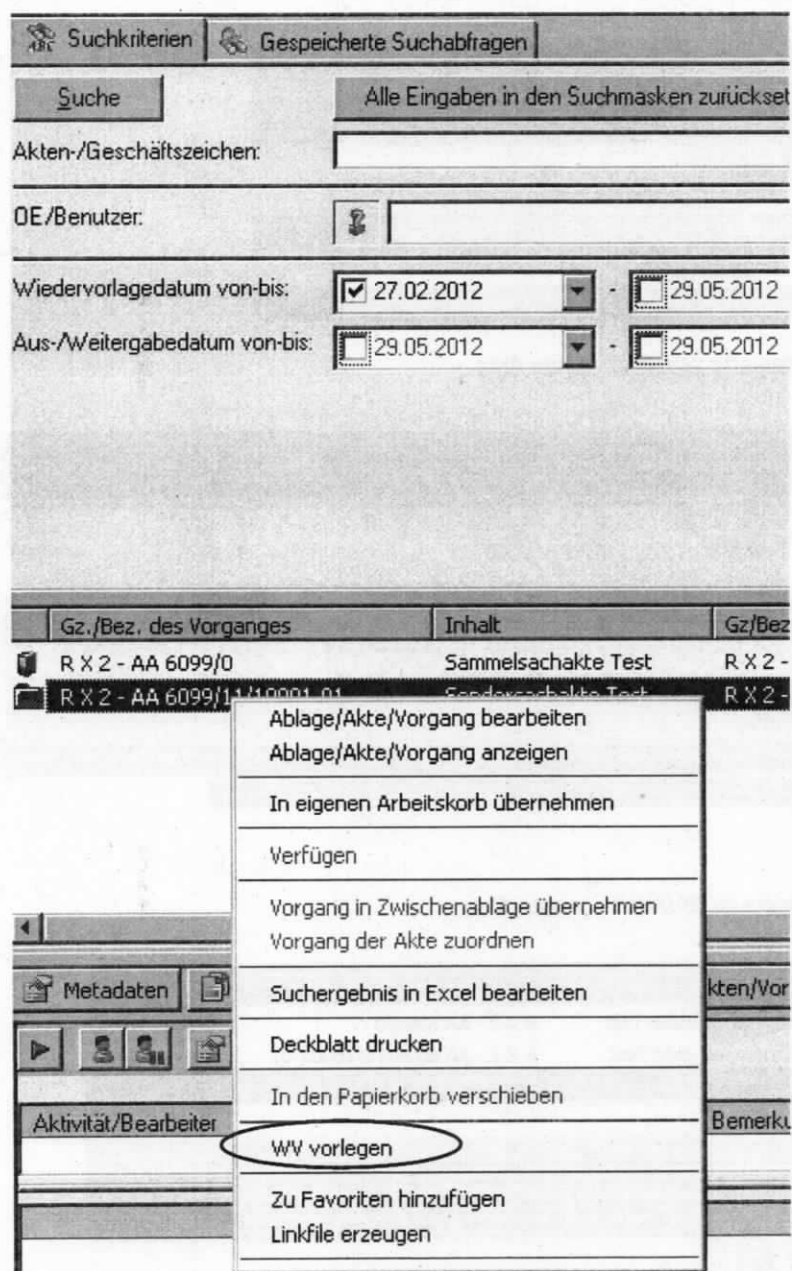 Suchkriterien Gespeicherte Suchabfragen
Suche Alle Eingaben in den Suchmasken zurückset
Akten-/Geschäftszeichen:
OE/Benutzer:
Wiedervorlagedatum von-bis: 27.02.2012 - 29.05.2012
Aus-/Weitergabedatum von-bis: 29.05.2012 - 29.05.2012
Gz./Bez. des Vorganges Inhalt Gz/Bez
R X 2 - AA 6099/0 Sammelsachakte Test R X 2 -
R X 2 - AA 6099/11/10001-01 Sondersachakte Test R X 2 -
Ablage/Akte/Vorgang bearbeiten
Ablage/Akte/Vorgang anzeigen
In eigenen Arbeitskorb übernehmen
Verfügen
Vorgang in Zwischenablage übernehmen
Vorgang der Akte zuordnen
Metadaten Suchergebnis in Excel bearbeiten kten/Vor
Deckblatt drucken
In den Papierkorb verschieben
Aktivität/Bearbeiter Bemerku
WV vorlegen
Zu Favoriten hinzufügen
Linkfile erzeugen